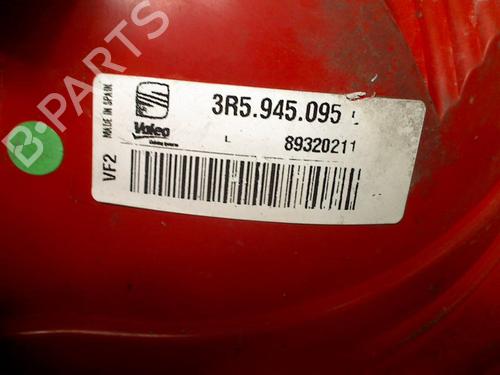 B-PARTS
MADE IN SPAIN
VF2
Valeo
3R5.945.095
L
89320211